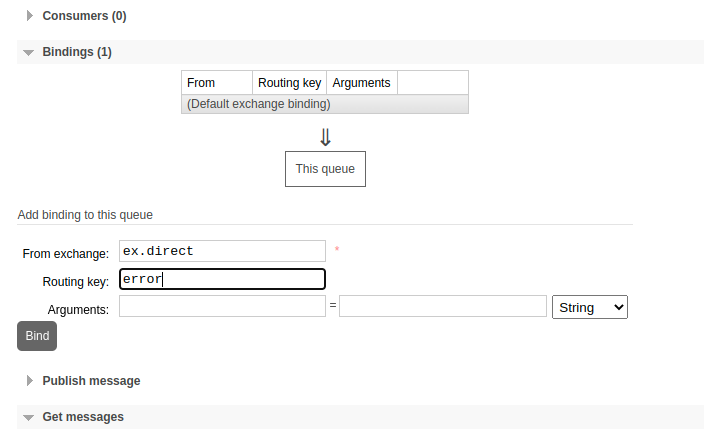 Consumers (0)
Bindings (1)
From Routing key Arguments
(Default exchange binding)
⇓
This queue
Add binding to this queue
From exchange: ex.direct *
Routing key: error
Arguments: = String
Bind
Publish message
Get messages